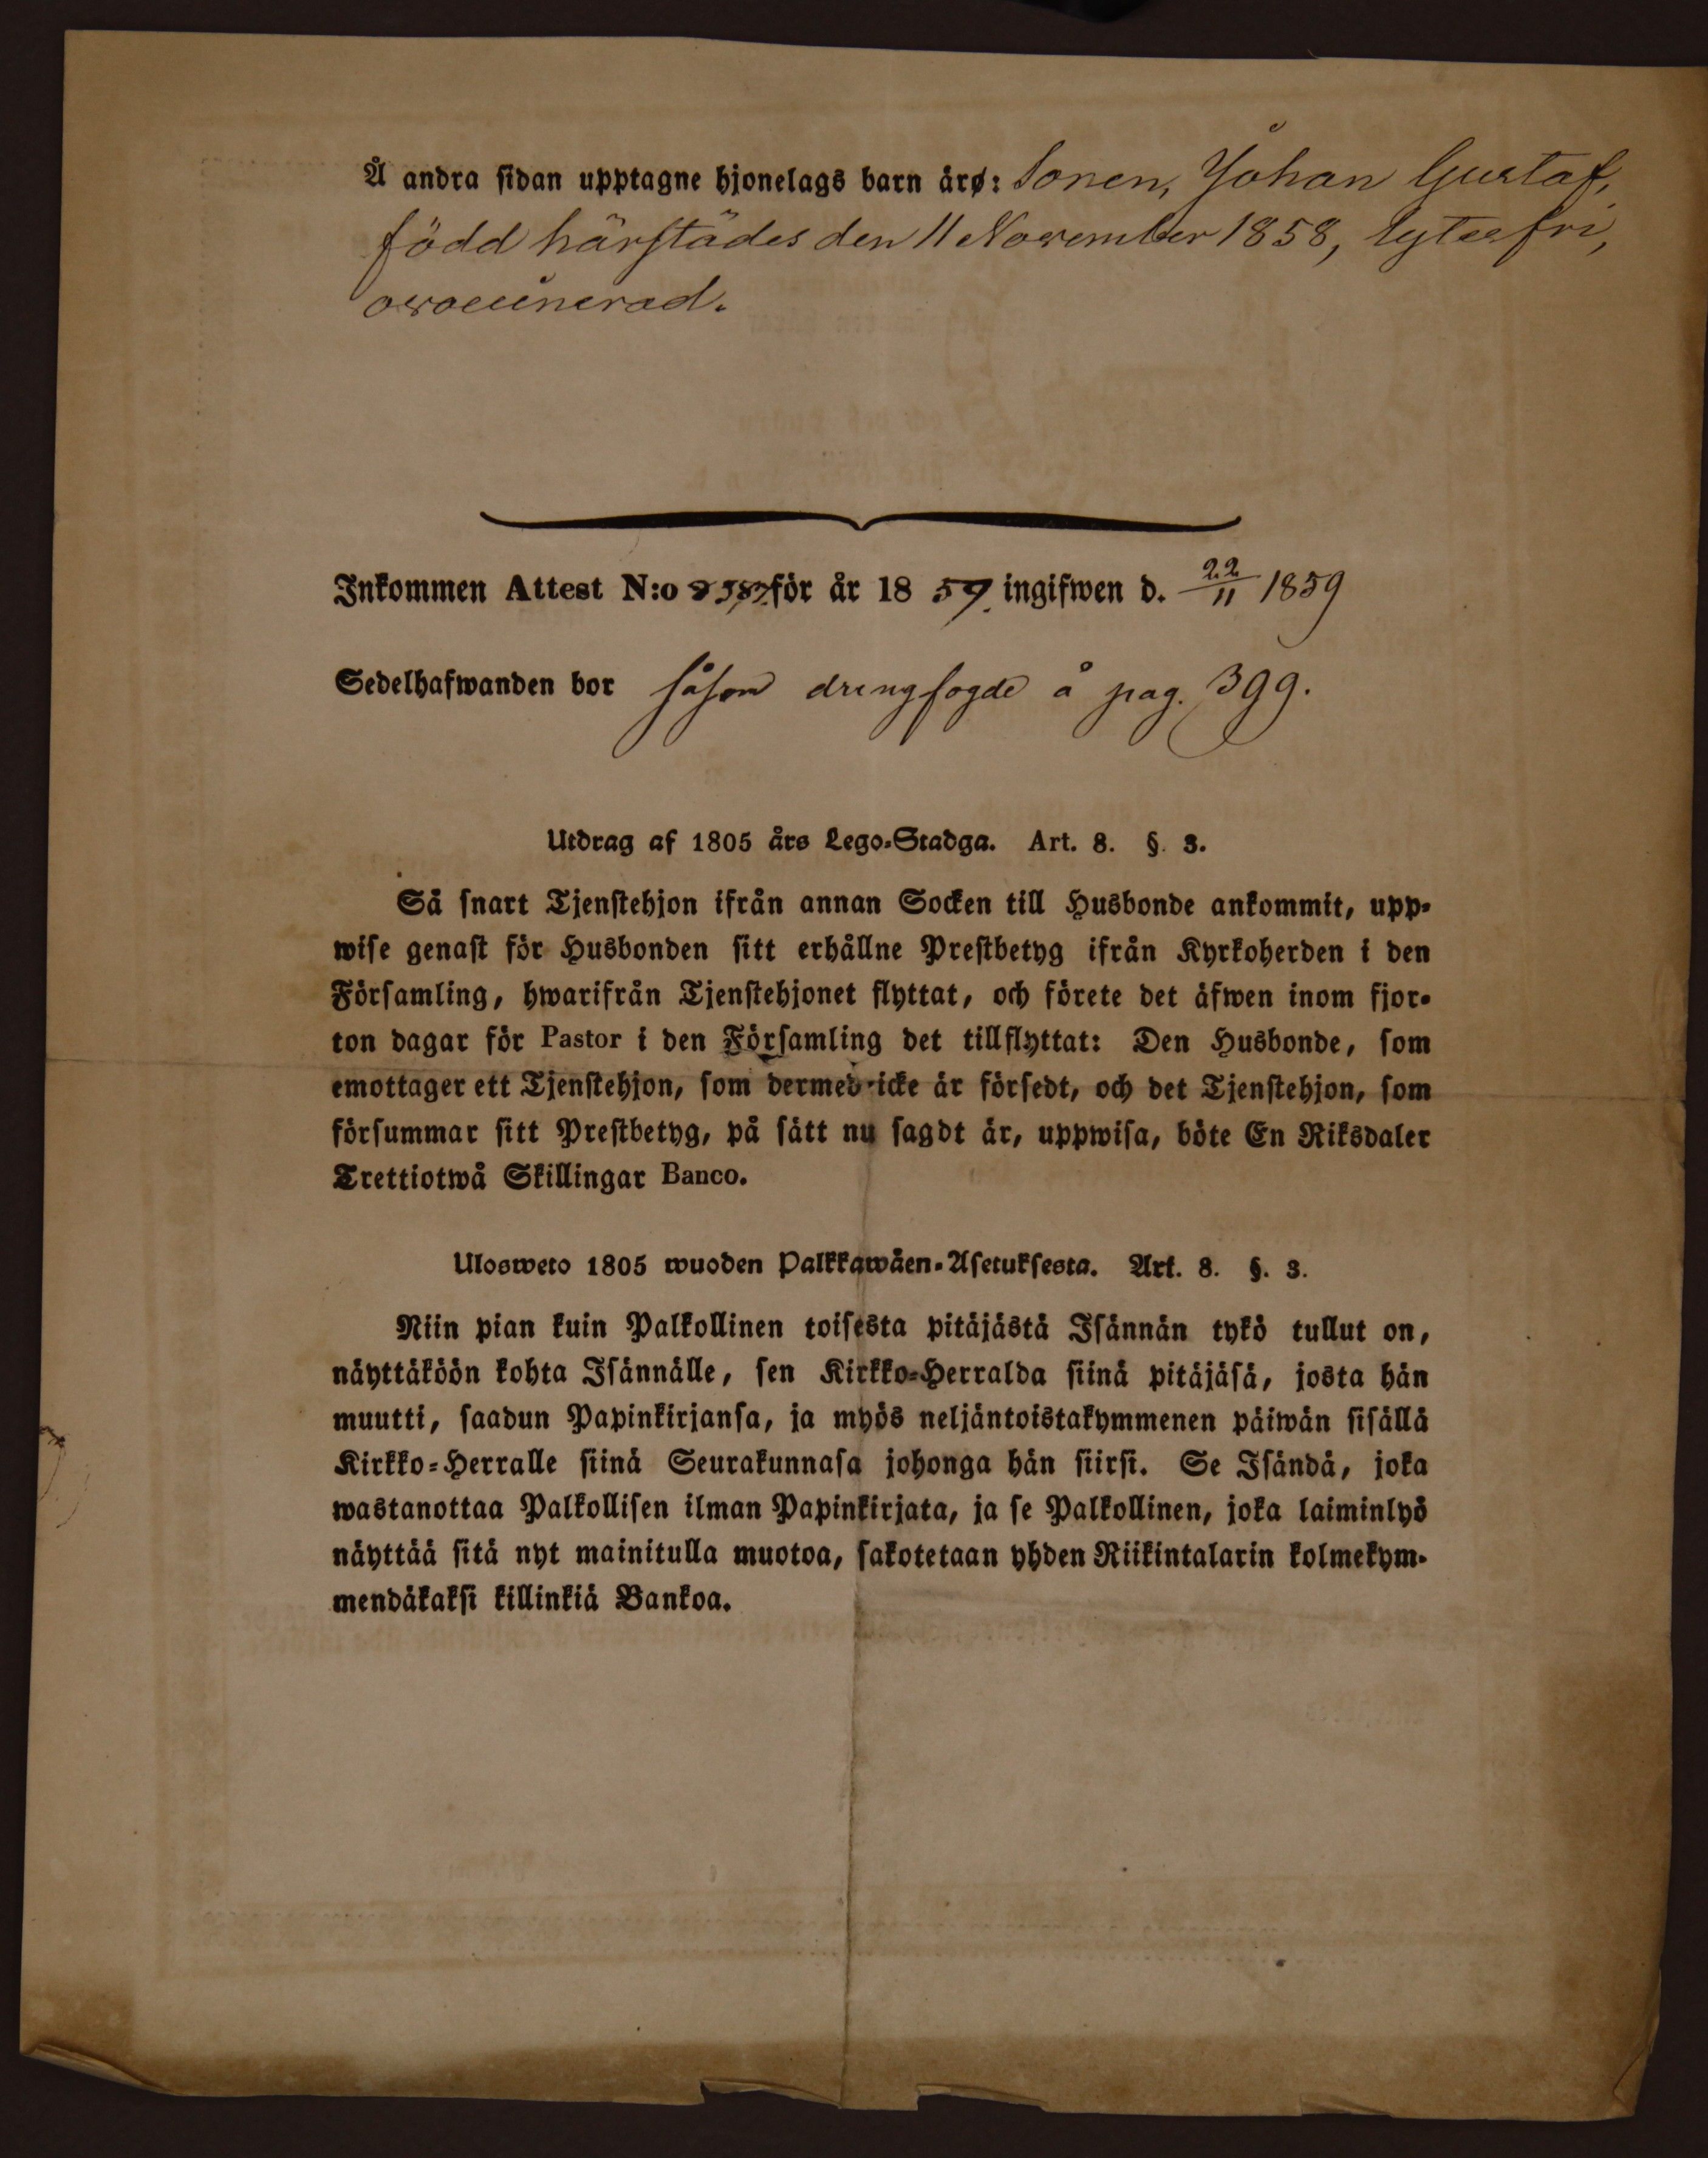 Å andra sidan upptagne hjonelags barn äro: Sonen, Johan Gustaf,
född härstädes den 11 November 1858, lytesfri,
ovaccinerad.
Inkommen Attest N:o för år 18 59. ingifwen d. 22/11 1859
Sedelhafwanden bor såsom drengfogde å pag. 399.
Utdrag af 1805 års Lego-Stadga. Art. 8. §. 3.
Så snart Tjenstehjon ifrån annan Socken till Husbonde ankommit, upp-
wise genast för Husbonden sitt erhållne Prestbetyg ifrån Kyrkoherden i den
Församling, hwarifrån Tjenstehjonet flyttat, och förete det äfwen inom fjor-
ton dagar för Pastor i den Församling det tillflyttat: Den Husbonde, som
emottager ett Tjenstehjon, som dermed icke är försedt, och det Tjenstehjon, som
försummar sitt Prestbetyg, på sätt nu sagdt är, uppwisa, böte En Riksdaler
Trettiotwå Skillingar Banco.
Ulosweto 1805 wuoden Palkkawäen-Asetuksesta. Art. 8. §. 3.
Niin pian kuin Palkollinen toisesta pitäjästä Isännän tykö tullut on,
näyttäköön kohta Isännälle, sen Kirkko-Herralda siinä pitäjäsä, josta hän
muutti, saadun Papinkirjansa, ja myös neljäntoistakymmenen päiwän sisällä
Kirkko-Herralle siinä Seurakunnasa johonga hän siirsi. Se Isändä, joka
wastanottaa Palkollisen ilman Papinkirjata, ja se Palkollinen, joka laiminlyö
näyttää sitä nyt mainitulla muotoa, sakotetaan yhden Riikintalarin kolmekym-
mendäkaksi killinkiä Bankoa.